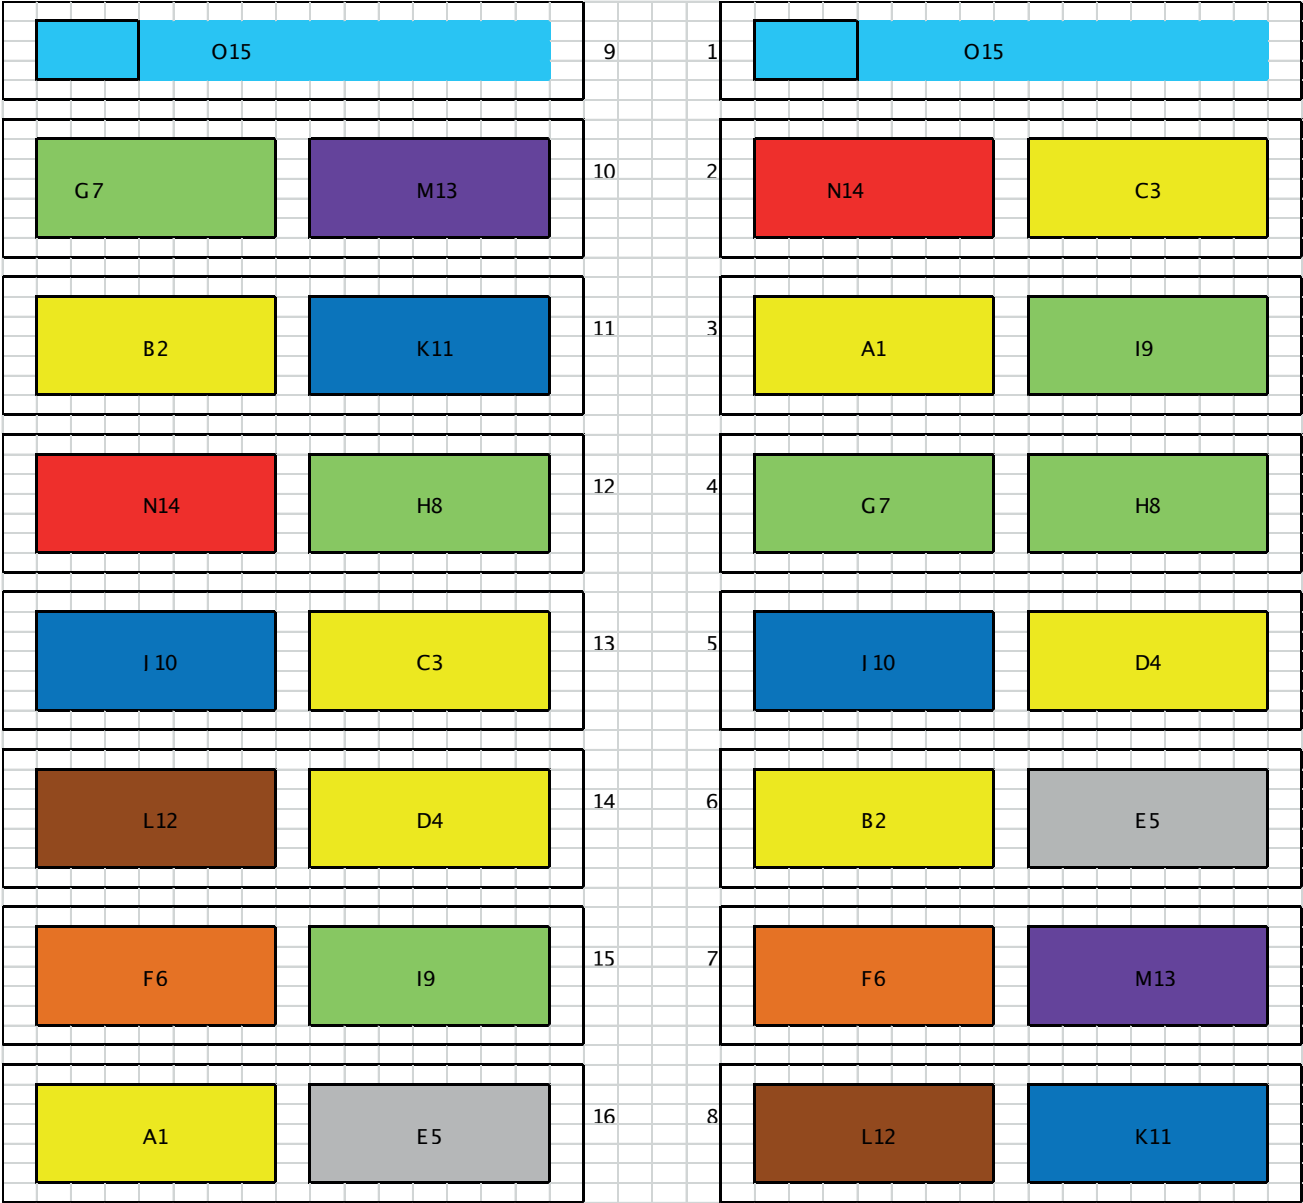 O15 9 1 O15
G7 M13 10 2 N14 C3
B2 K11 11 3 A1 I9
N14 H8 12 4 G7 H8
J 10 C3 13 5 J 10 D4
L12 D4 14 6 B2 E5
F6 I9 15 7 F6 M13
A1 E5 16 8 L12 K11